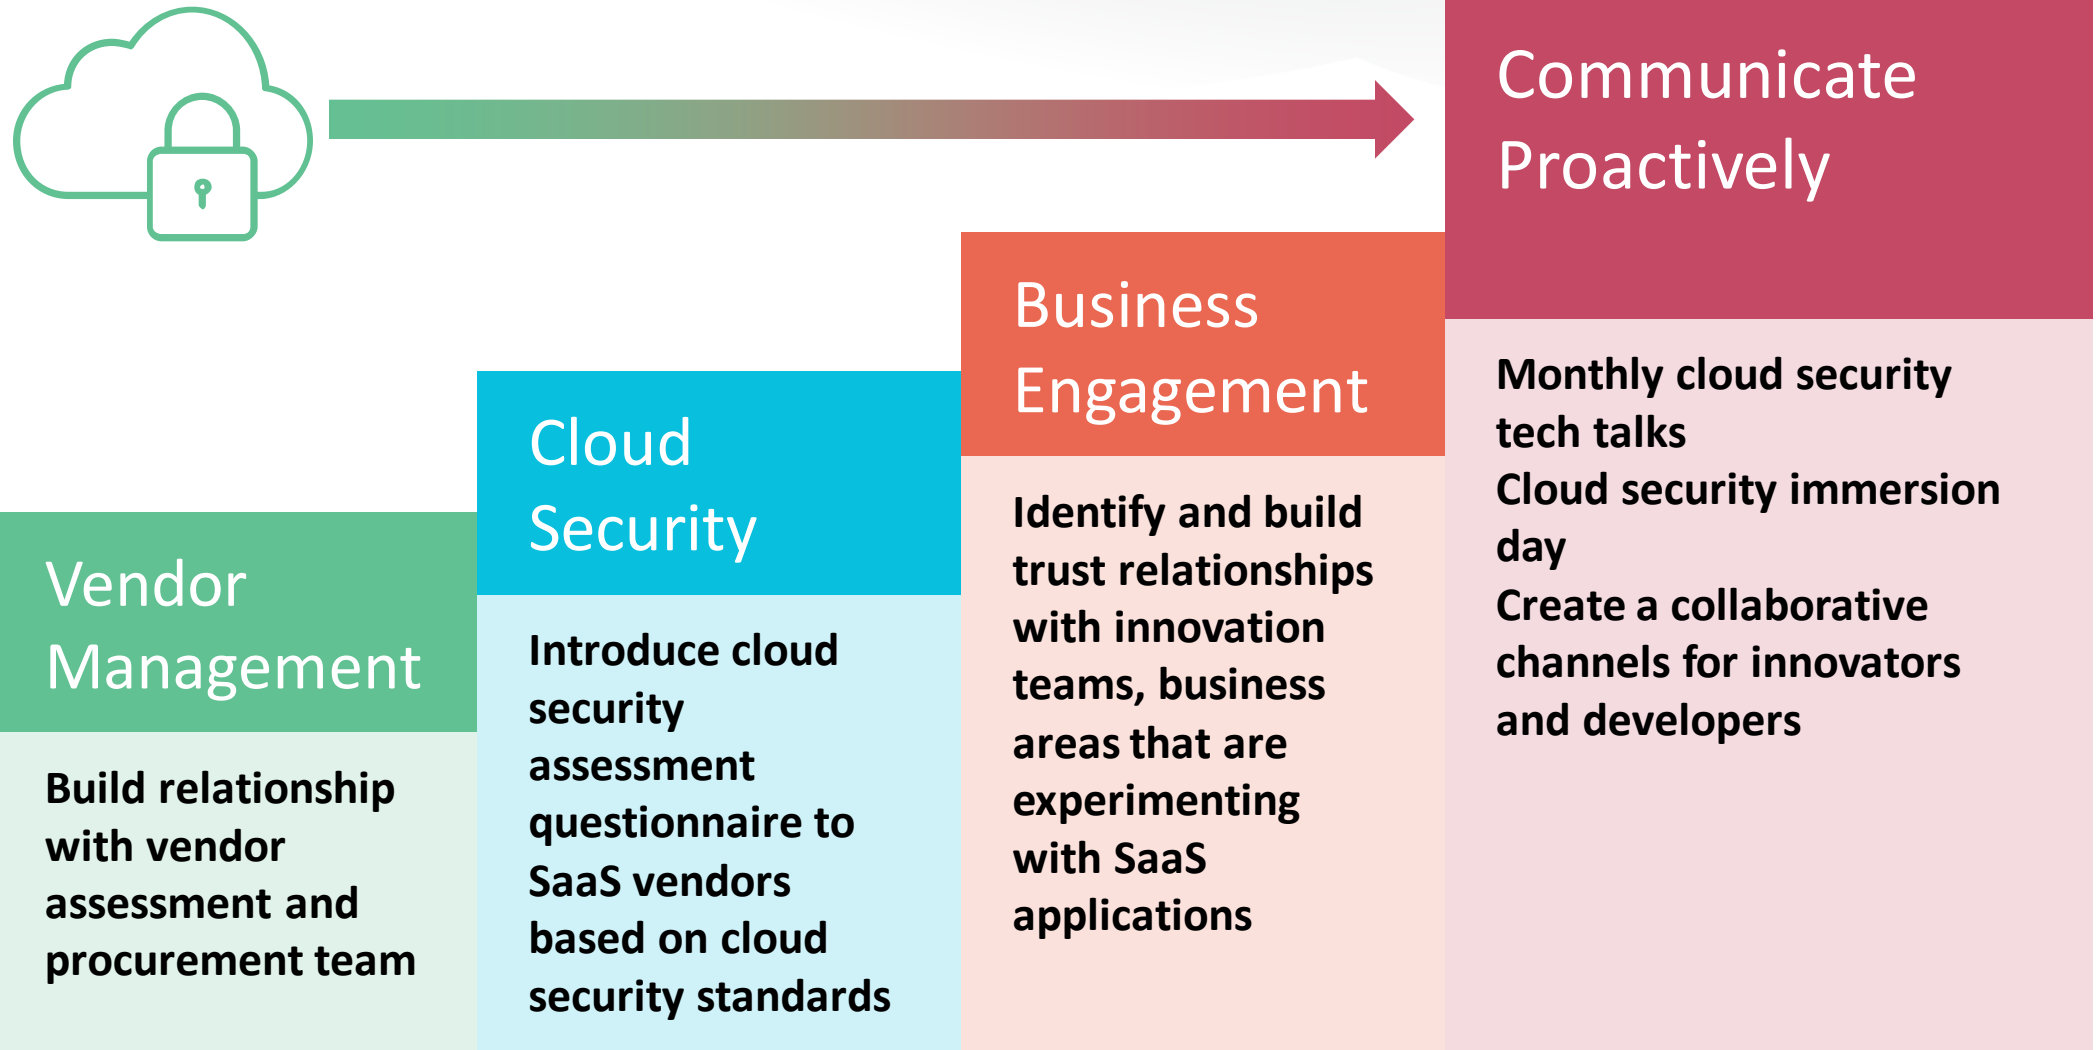 Communicate
Proactively
Monthly cloud security
tech talks
Cloud security immersion
day
Create a collaborative
channels for innovators
and developers
Business
Engagement
Identify and build
trust relationships
with innovation
teams, business
areas that are
experimenting
with SaaS
applications
Cloud
Security
Introduce cloud
security
assessment
questionnaire to
SaaS vendors
based on cloud
security standards
Vendor
Management
Build relationship
with vendor
assessment and
procurement team